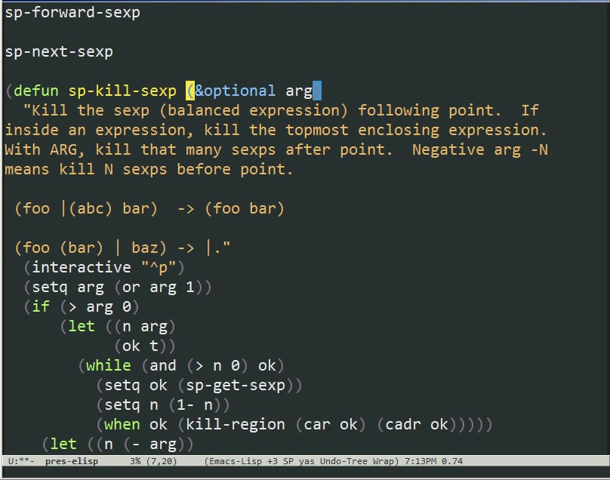 sp-forward-sexp
sp-next-sexp
(defun sp-kill-sexp (&optional arg
"Kill the sexp (balanced expression) following point.  If
inside an expression, kill the topmost enclosing expression.
With ARG, kill that many sexps after point.  Negative arg -N
means kill N sexps before point.
(foo |(abc) bar)  -> (foo bar)
(foo (bar) | baz) -> |."
(interactive "^p")
(setq arg (or arg 1))
(if (> arg 0)
(let ((n arg)
(ok t))
(while (and (> n 0) ok)
(setq ok (sp-get-sexp))
(setq n (1- n))
(when ok (kill-region (car ok) (cadr ok)))))
(let ((n (- arg))
U:**-  pres-elisp     3% (7,20)     (Emacs-Lisp +3 SP yas Undo-Tree Wrap) 7:13PM 0.74